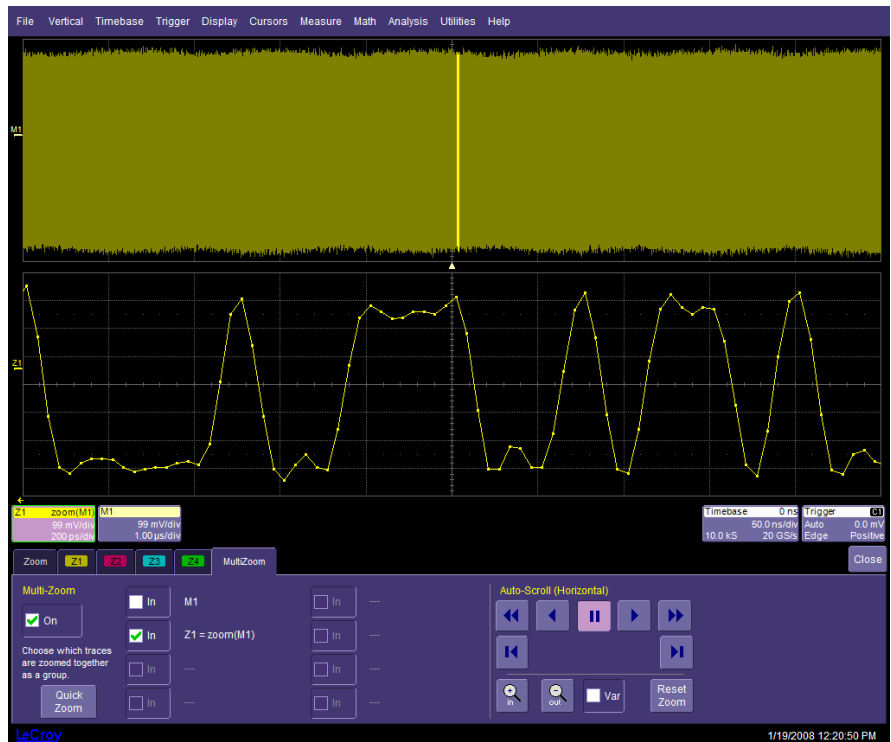 File Vertical Timebase Trigger Display Cursors Measure Math Analysis Utilities Help
M1
Z1
Z1 zoom(M1)
99 mV/div
200 ps/div
M1
99 mV/div
1.00 µs/div
Timebase 0 ns
50.0 ns/div
10.0 kS 20 GS/s
Trigger C1
Auto 0.0 mV
Edge Positive
Zoom Z1 Z2 Z3 Z4 MultiZoom
Close
Multi-Zoom
On
Choose which traces
are zoomed together
as a group.
Quick
Zoom
In M1
In Z1 = zoom(M1)
In ---
In ---
In ---
In ---
In ---
In ---
Auto-Scroll (Horizontal)
in
out
Var
Reset
Zoom
LeCroy
1/19/2008 12:20:50 PM